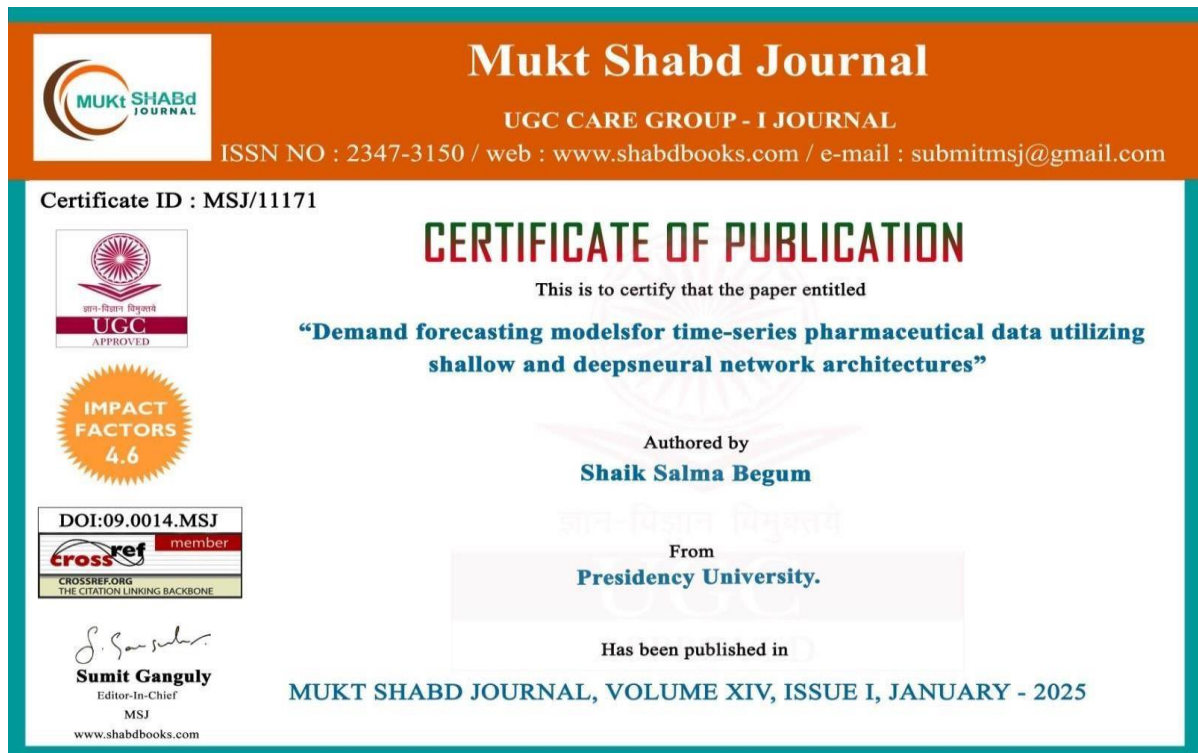 MUKt SHABd
JOURNAL
Mukt Shabd Journal
UGC CARE GROUP - I JOURNAL
ISSN NO : 2347-3150 / web : www.shabdbooks.com / e-mail : submitmsj@gmail.com
Certificate ID : MSJ/11171
ज्ञान-विज्ञान विमुक्तये
UGC
APPROVED
CERTIFICATE OF PUBLICATION
This is to certify that the paper entitled
“Demand forecasting modelsfor time-series pharmaceutical data utilizing
shallow and deepsneural network architectures”
IMPACT
FACTORS
4.6
Authored by
Shaik Salma Begum
DOI:09.0014.MSJ
crossref member
CROSSREF.ORG
THE CITATION LINKING BACKBONE
ज्ञान-विज्ञान विमुक्तये
From
Presidency University.
UGC
APPROVED
S. Ganguly.
Sumit Ganguly
Editor-In-Chief
MSJ
www.shabdbooks.com
Has been published in
MUKT SHABD JOURNAL, VOLUME XIV, ISSUE I, JANUARY - 2025